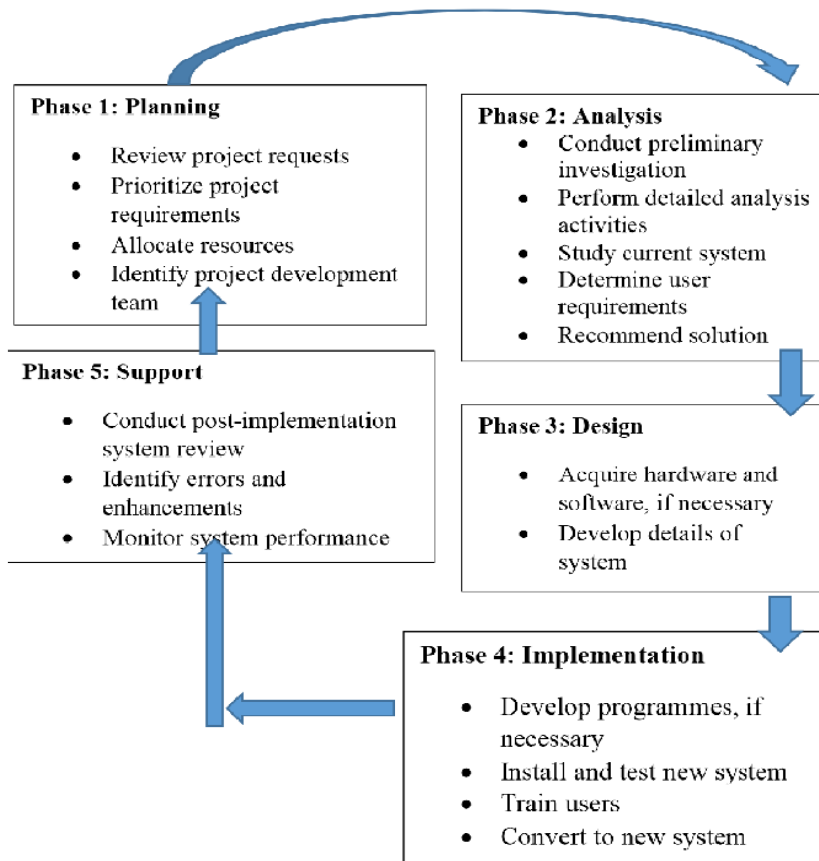 Phase 1: Planning
• Review project requests
• Prioritize project
requirements
• Allocate resources
• Identify project development
team
Phase 2: Analysis
• Conduct preliminary
investigation
• Perform detailed analysis
activities
• Study current system
• Determine user
requirements
• Recommend solution
Phase 3: Design
• Acquire hardware and
software, if necessary
• Develop details of
system
Phase 4: Implementation
• Develop programmes, if
necessary
• Install and test new system
• Train users
• Convert to new system
Phase 5: Support
• Conduct post-implementation
system review
• Identify errors and
enhancements
• Monitor system performance